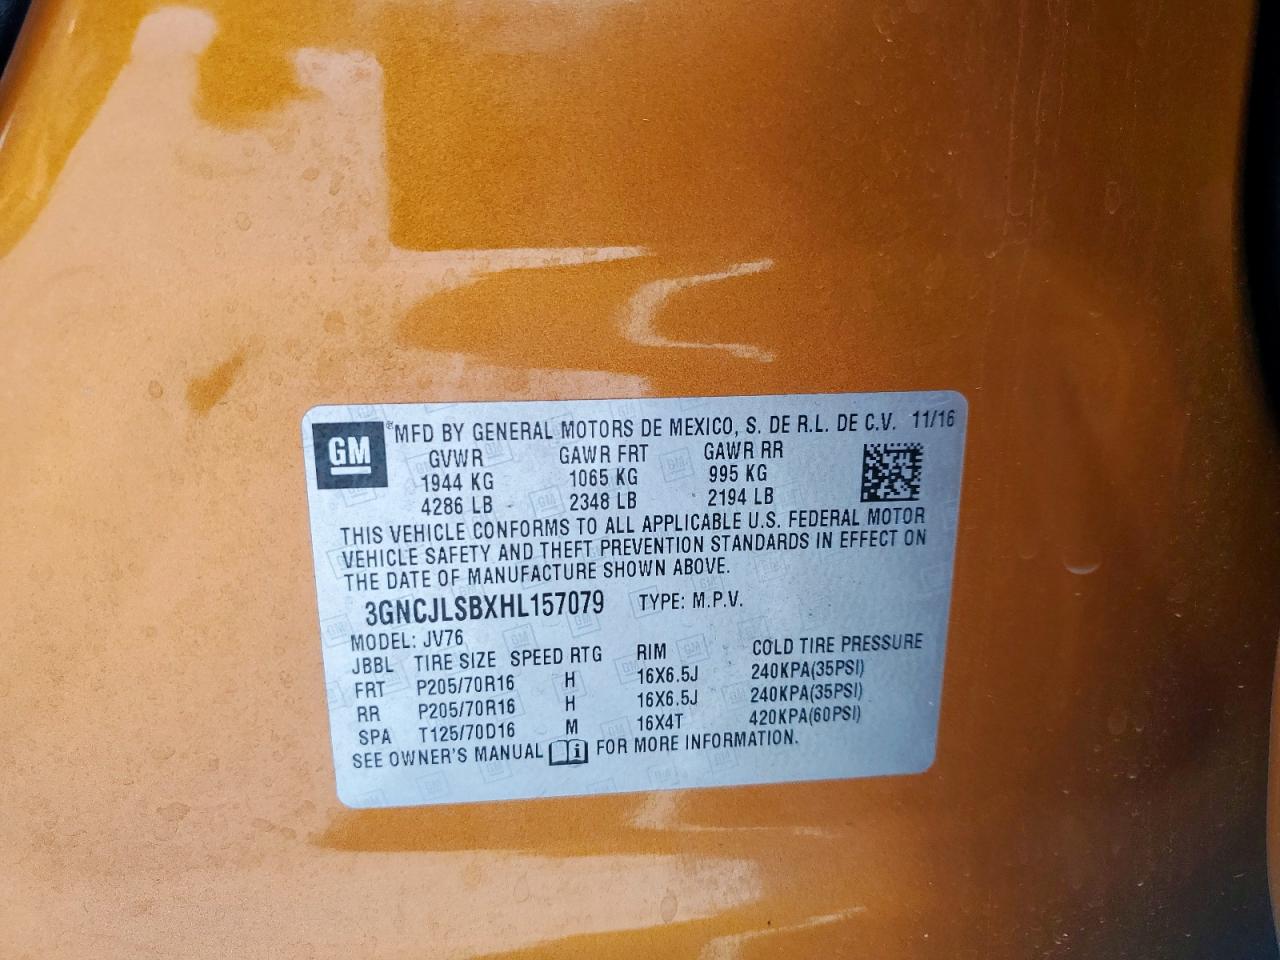 GM ® MFD BY GENERAL MOTORS DE MEXICO, S. DE R.L. DE C.V. 11/16
GVWR GAWR FRT GAWR RR
1944 KG 1065 KG 995 KG
4286 LB 2348 LB 2194 LB
THIS VEHICLE CONFORMS TO ALL APPLICABLE U.S. FEDERAL MOTOR
VEHICLE SAFETY AND THEFT PREVENTION STANDARDS IN EFFECT ON
THE DATE OF MANUFACTURE SHOWN ABOVE.
3GNCJLSBXHL157079 TYPE: M.P.V.
MODEL: JV76
JBBL TIRE SIZE SPEED RTG RIM COLD TIRE PRESSURE
FRT P205/70R16 H 16X6.5J 240KPA(35PSI)
RR P205/70R16 H 16X6.5J 240KPA(35PSI)
SPA T125/70D16 M 16X4T 420KPA(60PSI)
SEE OWNER'S MANUAL i FOR MORE INFORMATION.